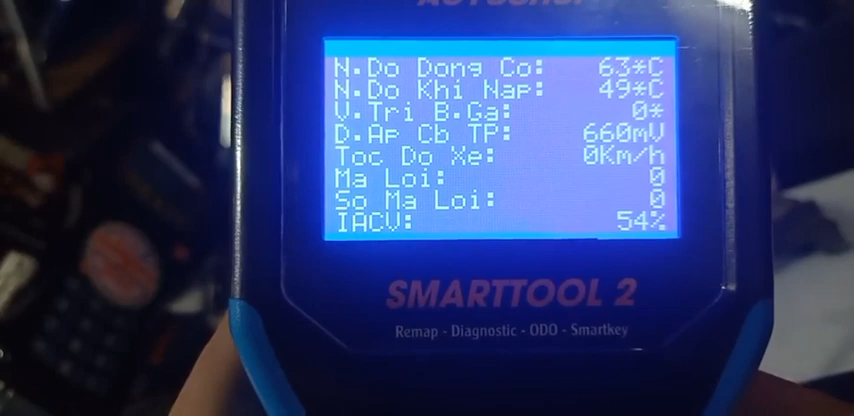 N.Do Dong Co: 63*C
N.Do Khi Nap: 49*C
V.Tri B.Ga: 0*
D.Ap Cb TP: 660mV
Toc Do Xe: 0Km/h
Ma Loi: 0
So Ma Loi: 0
IACV: 54%
SMARTTOOL 2
Remap - Diagnostic - ODO - Smartkey